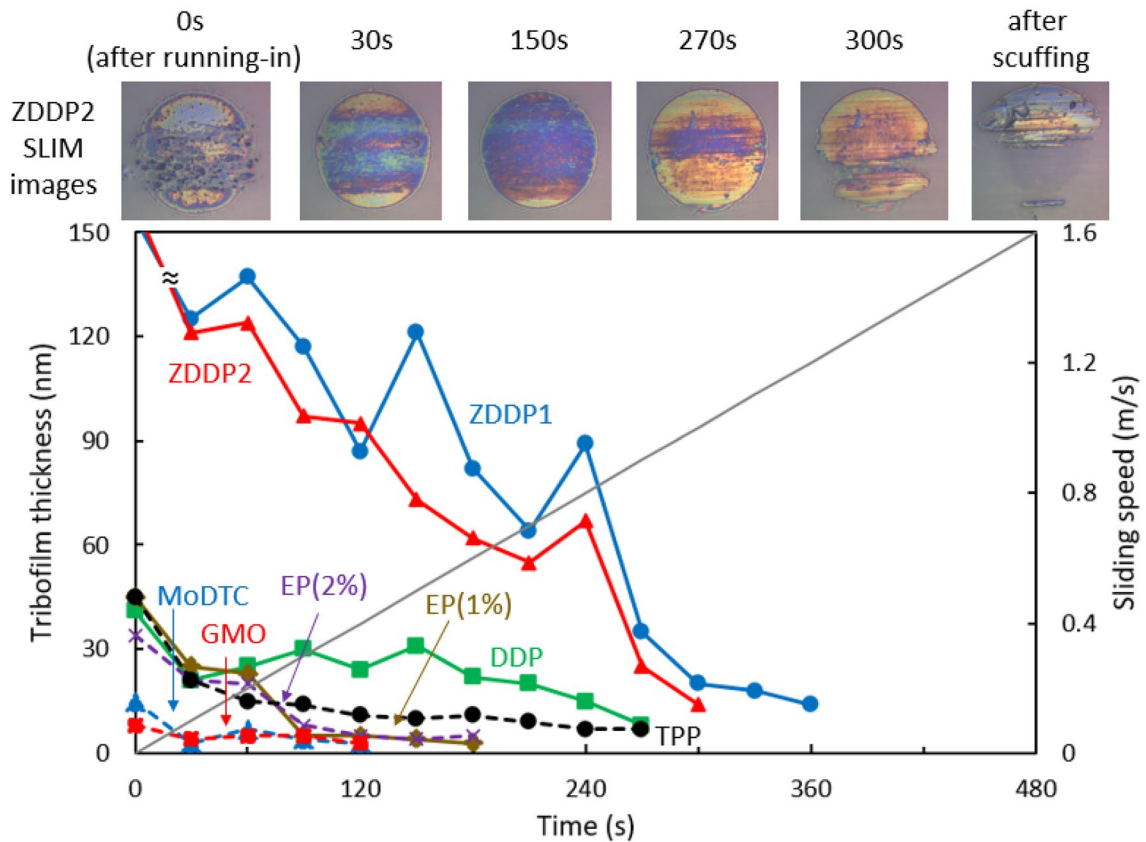 0s
(after running-in)
30s
150s
270s
300s
after
scuffing
ZDDP2
SLIM
images
150
120
90
60
30
0
Tribofilm thickness (nm)
≈
ZDDP2
ZDDP1
MoDTC
GMO
EP(2%)
EP(1%)
DDP
TPP
1.6
1.2
0.8
0.4
0
Sliding speed (m/s)
0
120
240
360
480
Time (s)